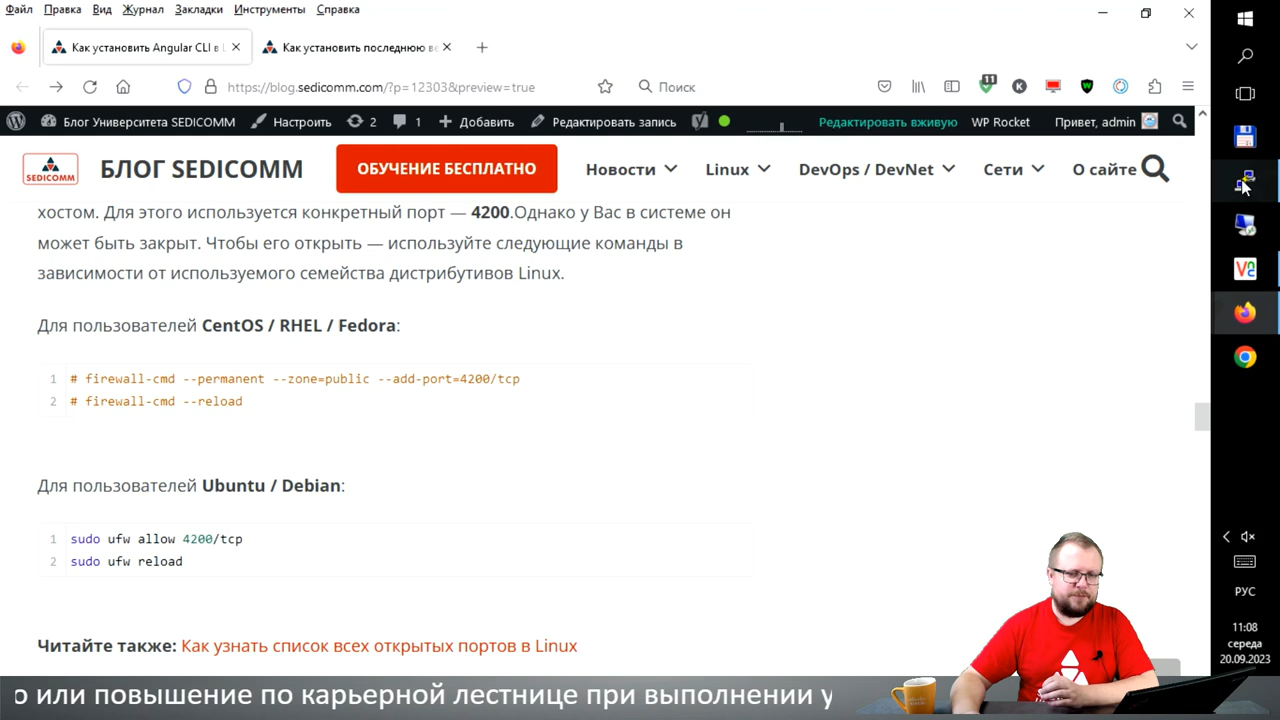 Файл Правка Вид Журнал Закладки Инструменты Справка
Как установить Angular CLI в L
Как установить последнюю ве
https://blog.sedicomm.com/?p=12303&preview=true
Поиск
11
K
Блог Университета SEDICOMM Настроить 2 1 Добавить Редактировать запись Редактировать вживую WP Rocket Привет, admin
SEDICOMM
БЛОГ SEDICOMM ОБУЧЕНИЕ БЕСПЛАТНО Новости Linux DevOps / DevNet Сети О сайте
хостом. Для этого используется конкретный порт — 4200.Однако у Вас в системе он
может быть закрыт. Чтобы его открыть — используйте следующие команды в
зависимости от используемого семейства дистрибутивов Linux.
Для пользователей CentOS / RHEL / Fedora:
1 # firewall-cmd --permanent --zone=public --add-port=4200/tcp
2 # firewall-cmd --reload
Для пользователей Ubuntu / Debian:
1 sudo ufw allow 4200/tcp
2 sudo ufw reload
Читайте также: Как узнать список всех открытых портов в Linux
РУС
11:08
середа
20.09.2023
о или повышение по карьерной лестнице при выполнении у